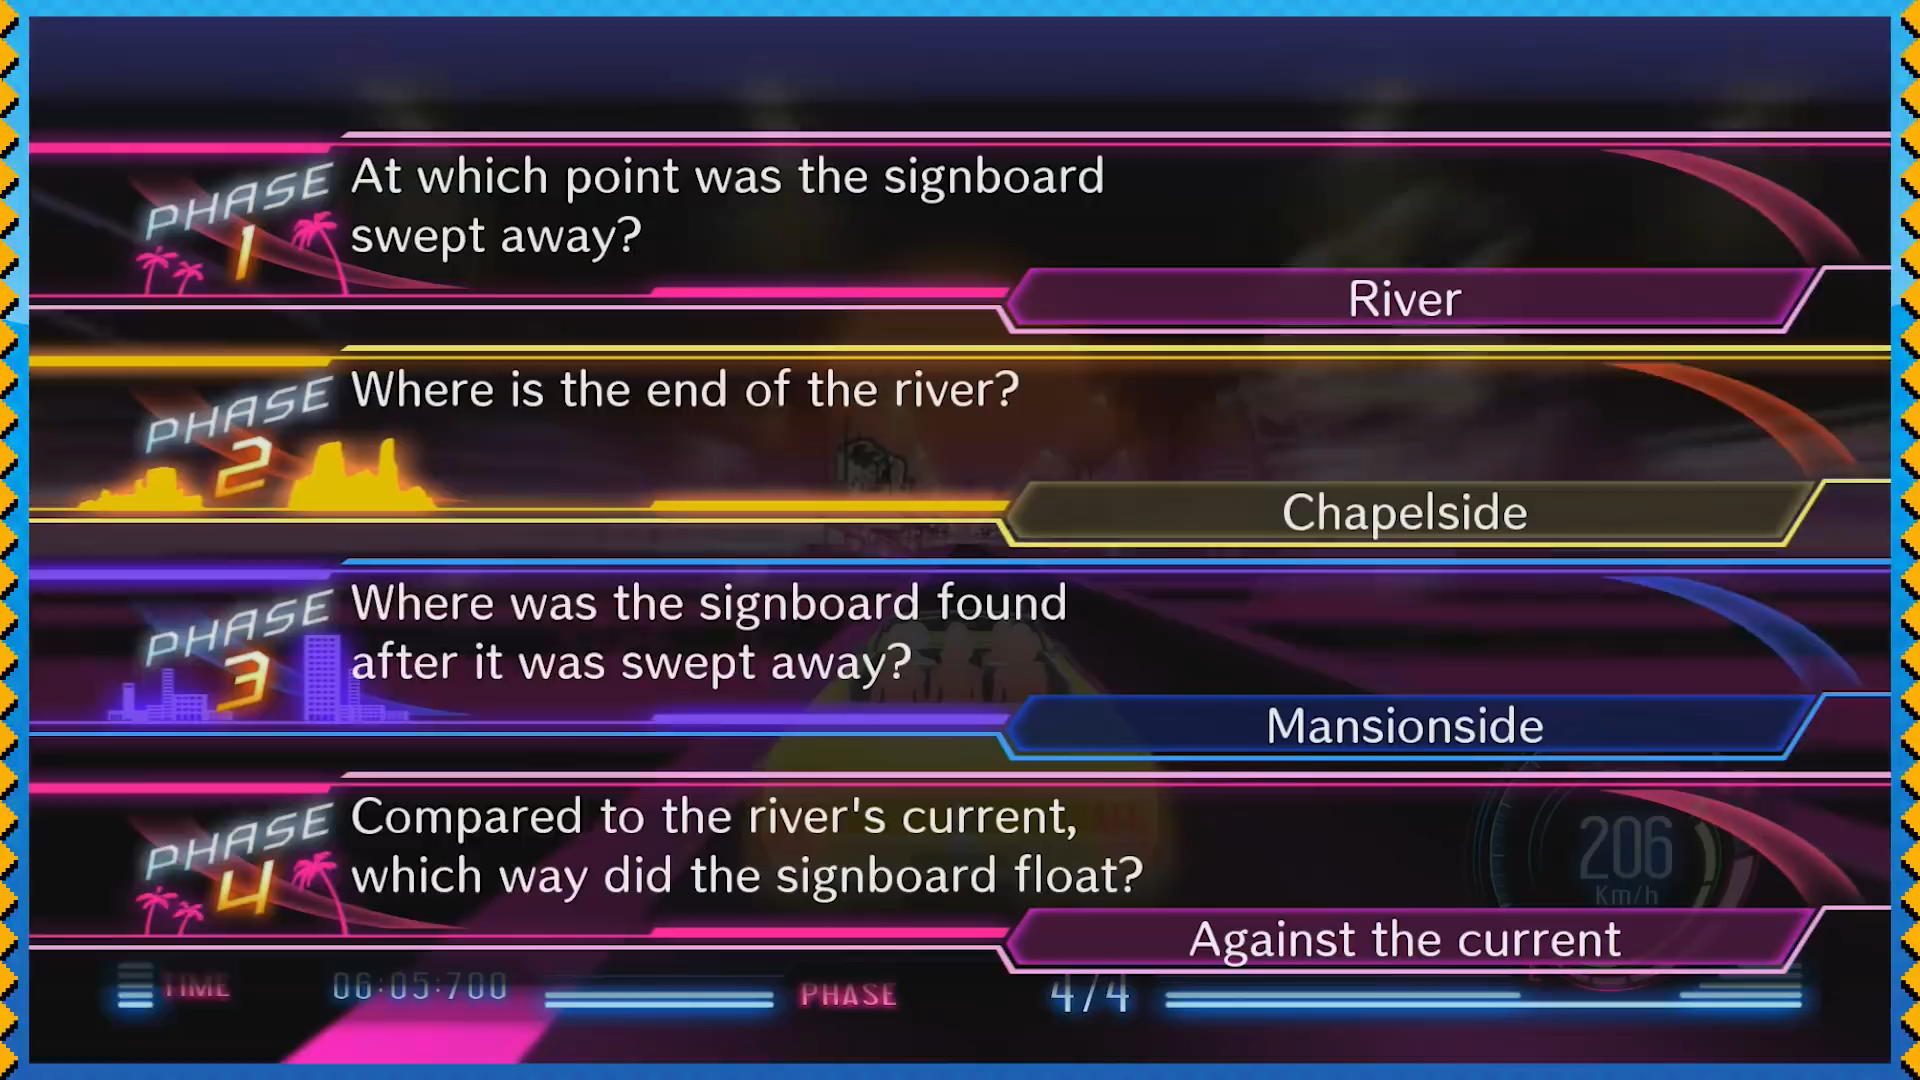 PHASE 1
At which point was the signboard
swept away?
River
PHASE 2
Where is the end of the river?
Chapelside
PHASE 3
Where was the signboard found
after it was swept away?
Mansionside
PHASE 4
Compared to the river's current,
which way did the signboard float?
206
Km/h
Against the current
TIME 06:05:700 PHASE 4/4